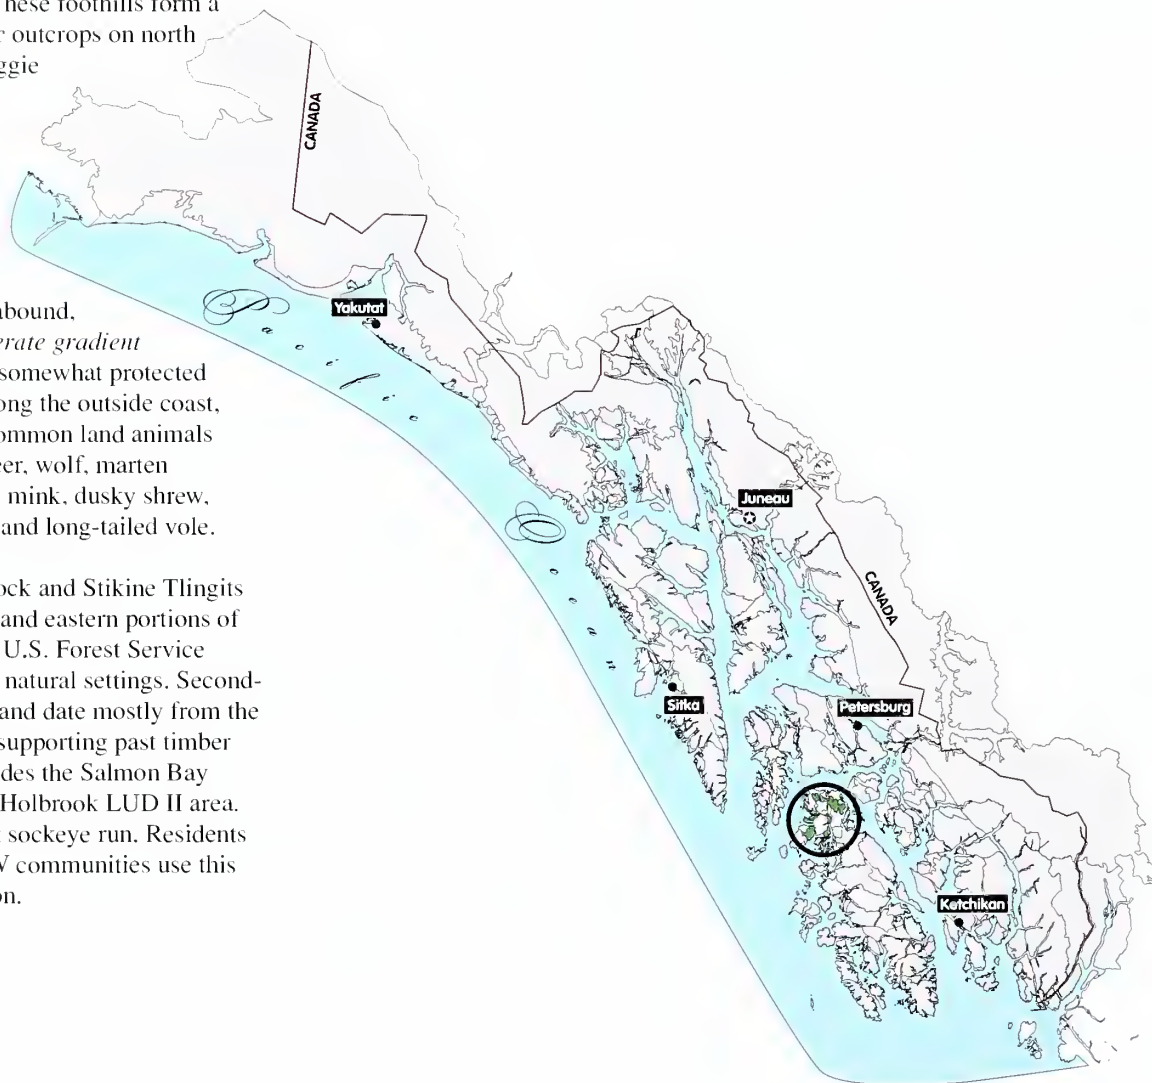 hese foothills form a
outcrops on north
ggie
abound,
erate gradient
somewhat protected
ong the outside coast,
ommon land animals
eer, wolf, marten
mink, dusky shrew,
and long-tailed vole.
ock and Stikine Tlingits
and eastern portions of
U.S. Forest Service
natural settings. Second-
and date mostly from the
supporting past timber
des the Salmon Bay
Holbrook LUD II area.
sockeye run. Residents
communities use this
on.
CANADA
Yakutat
Pacific
Ocean
Juneau
CANADA
Sitka
Petersburg
Ketchikan